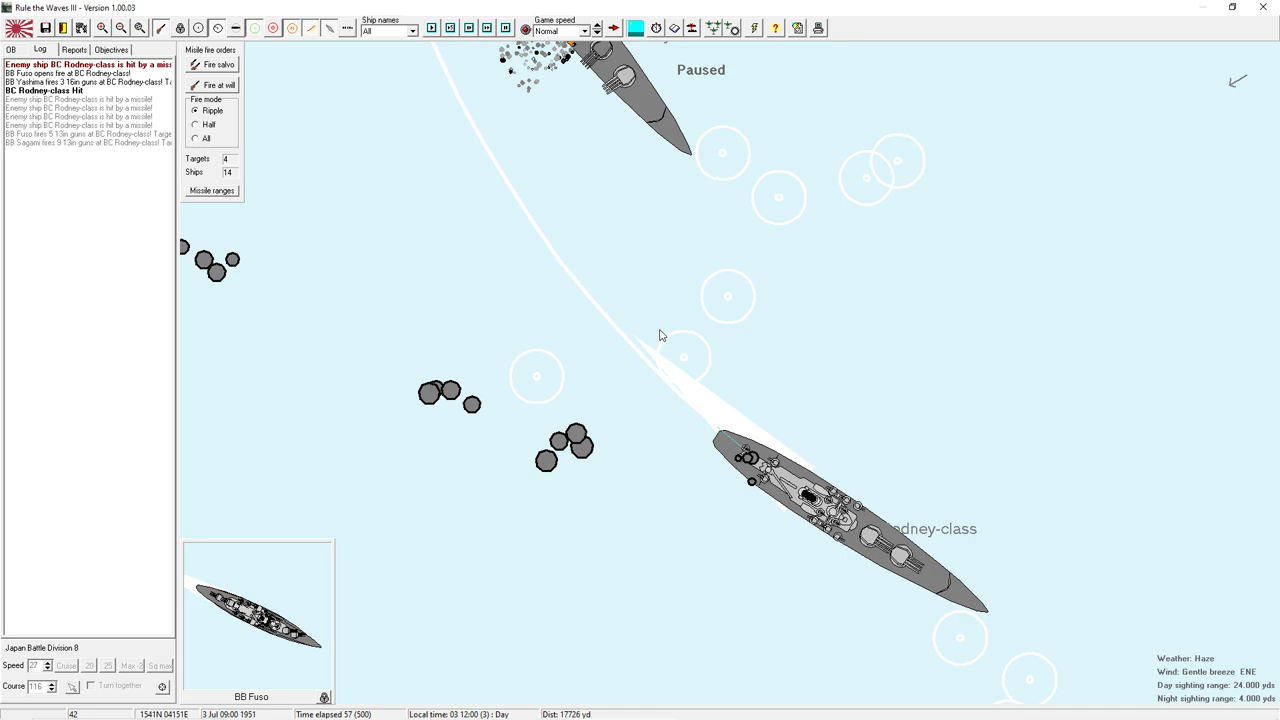 Rule the Waves III - Version 1.00.03
Ship names
All
Game speed
Normal
OB
Log
Reports
Objectives
Enemy ship BC Rodney-class is hit by a miss
BB Fuso opens fire at BC Rodney-class!
BB Yashima fires 3 16in guns at BC Rodney-class! Ta
BC Rodney-class Hit
Enemy ship BC Rodney-class is hit by a missile!
Enemy ship BC Rodney-class is hit by a missile!
Enemy ship BC Rodney-class is hit by a missile!
Enemy ship BC Rodney-class is hit by a missile!
BB Fuso fires 5 13in guns at BC Rodney-class! Targe
BB Sagami fires 9 13in guns at BC Rodney-class! Ta
Missile fire orders
Fire salvo
Fire at will
Fire mode
Ripple
Half
All
Targets 4
Ships 14
Missile ranges
Paused
dney-class
BB Fuso
Japan Battle Division 8
Speed 27 Cruise 20 25 Max -2 Sq max
Course 116 Turn together
Weather: Haze
Wind: Gentle breeze ENE
Day sighting range: 24.000 yds
Night sighting range: 4.000 yds
42
1541N 04151E
3 Jul 09:00 1951
Time elapsed 57 (500)
Local time: 03 12:00 (3) : Day
Dist: 17726 yd